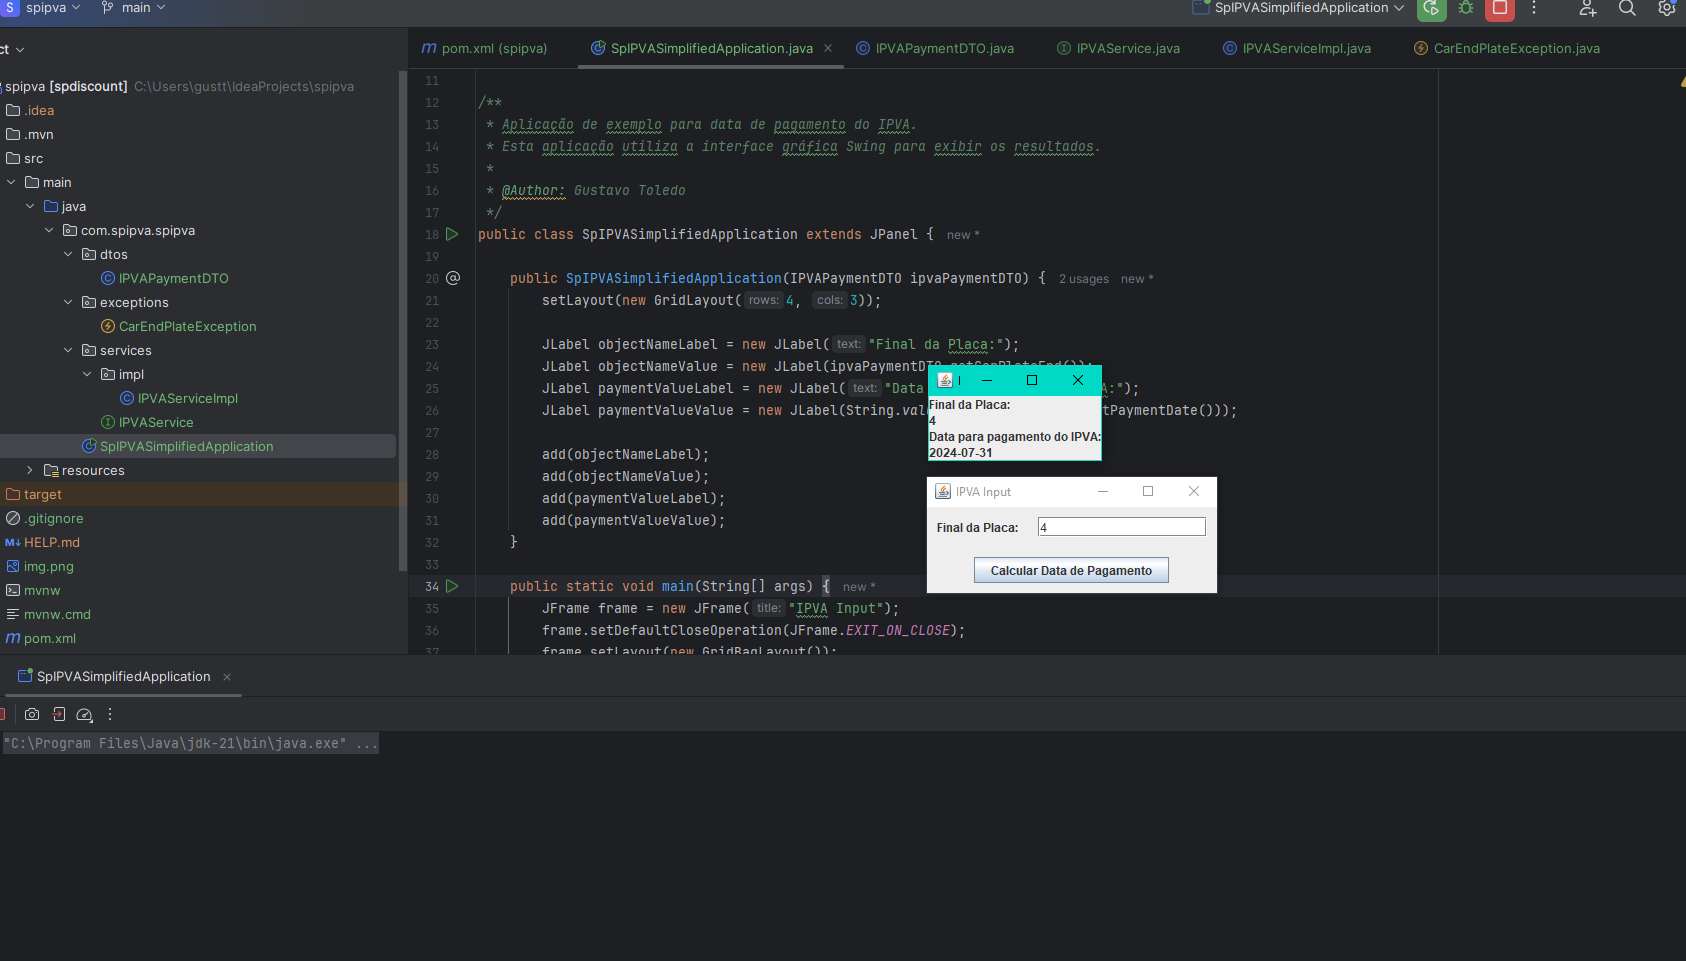 S spipva main SpIPVASimplifiedApplication
ct
pom.xml (spipva) SpIPVASimplifiedApplication.java IPVAPaymentDTO.java IPVAService.java IPVAServiceImpl.java CarEndPlateException.java
spipva [spdiscount] C:\Users\gustt\IdeaProjects\spipva
.idea
.mvn
src
main
java
com.spipva.spipva
dtos
IPVAPaymentDTO
exceptions
CarEndPlateException
services
impl
IPVAServiceImpl
IPVAService
SpIPVASimplifiedApplication
resources
target
.gitignore
HELP.md
img.png
mvnw
mvnw.cmd
pom.xml
11
12 /**
13 * Aplicação de exemplo para data de pagamento do IPVA.
14 * Esta aplicação utiliza a interface gráfica Swing para exibir os resultados.
15 *
16 * @Author: Gustavo Toledo
17 */
18 public class SpIPVASimplifiedApplication extends JPanel { new *
19
20 public SpIPVASimplifiedApplication(IPVAPaymentDTO ipvaPaymentDTO) { 2 usages new *
21 setLayout(new GridLayout( rows: 4, cols: 3));
22
23 JLabel objectNameLabel = new JLabel( text: "Final da Placa:");
24 JLabel objectNameValue = new JLabel(ipvaPaymentDTO.getCarPlateEnd());
25 JLabel paymentValueLabel = new JLabel( text: "Data A:");
26 JLabel paymentValueValue = new JLabel(String.val tPaymentDate()));
27
28 add(objectNameLabel);
29 add(objectNameValue);
30 add(paymentValueLabel);
31 add(paymentValueValue);
32 }
33
34 public static void main(String[] args) { new *
35 JFrame frame = new JFrame( title: "IPVA Input");
36 frame.setDefaultCloseOperation(JFrame.EXIT_ON_CLOSE);
37 frame.setLayout(new GridBagLayout());
Final da Placa:
4
Data para pagamento do IPVA:
2024-07-31
IPVA Input
Final da Placa: 4
Calcular Data de Pagamento
SpIPVASimplifiedApplication
"C:\Program Files\Java\jdk-21\bin\java.exe" ...